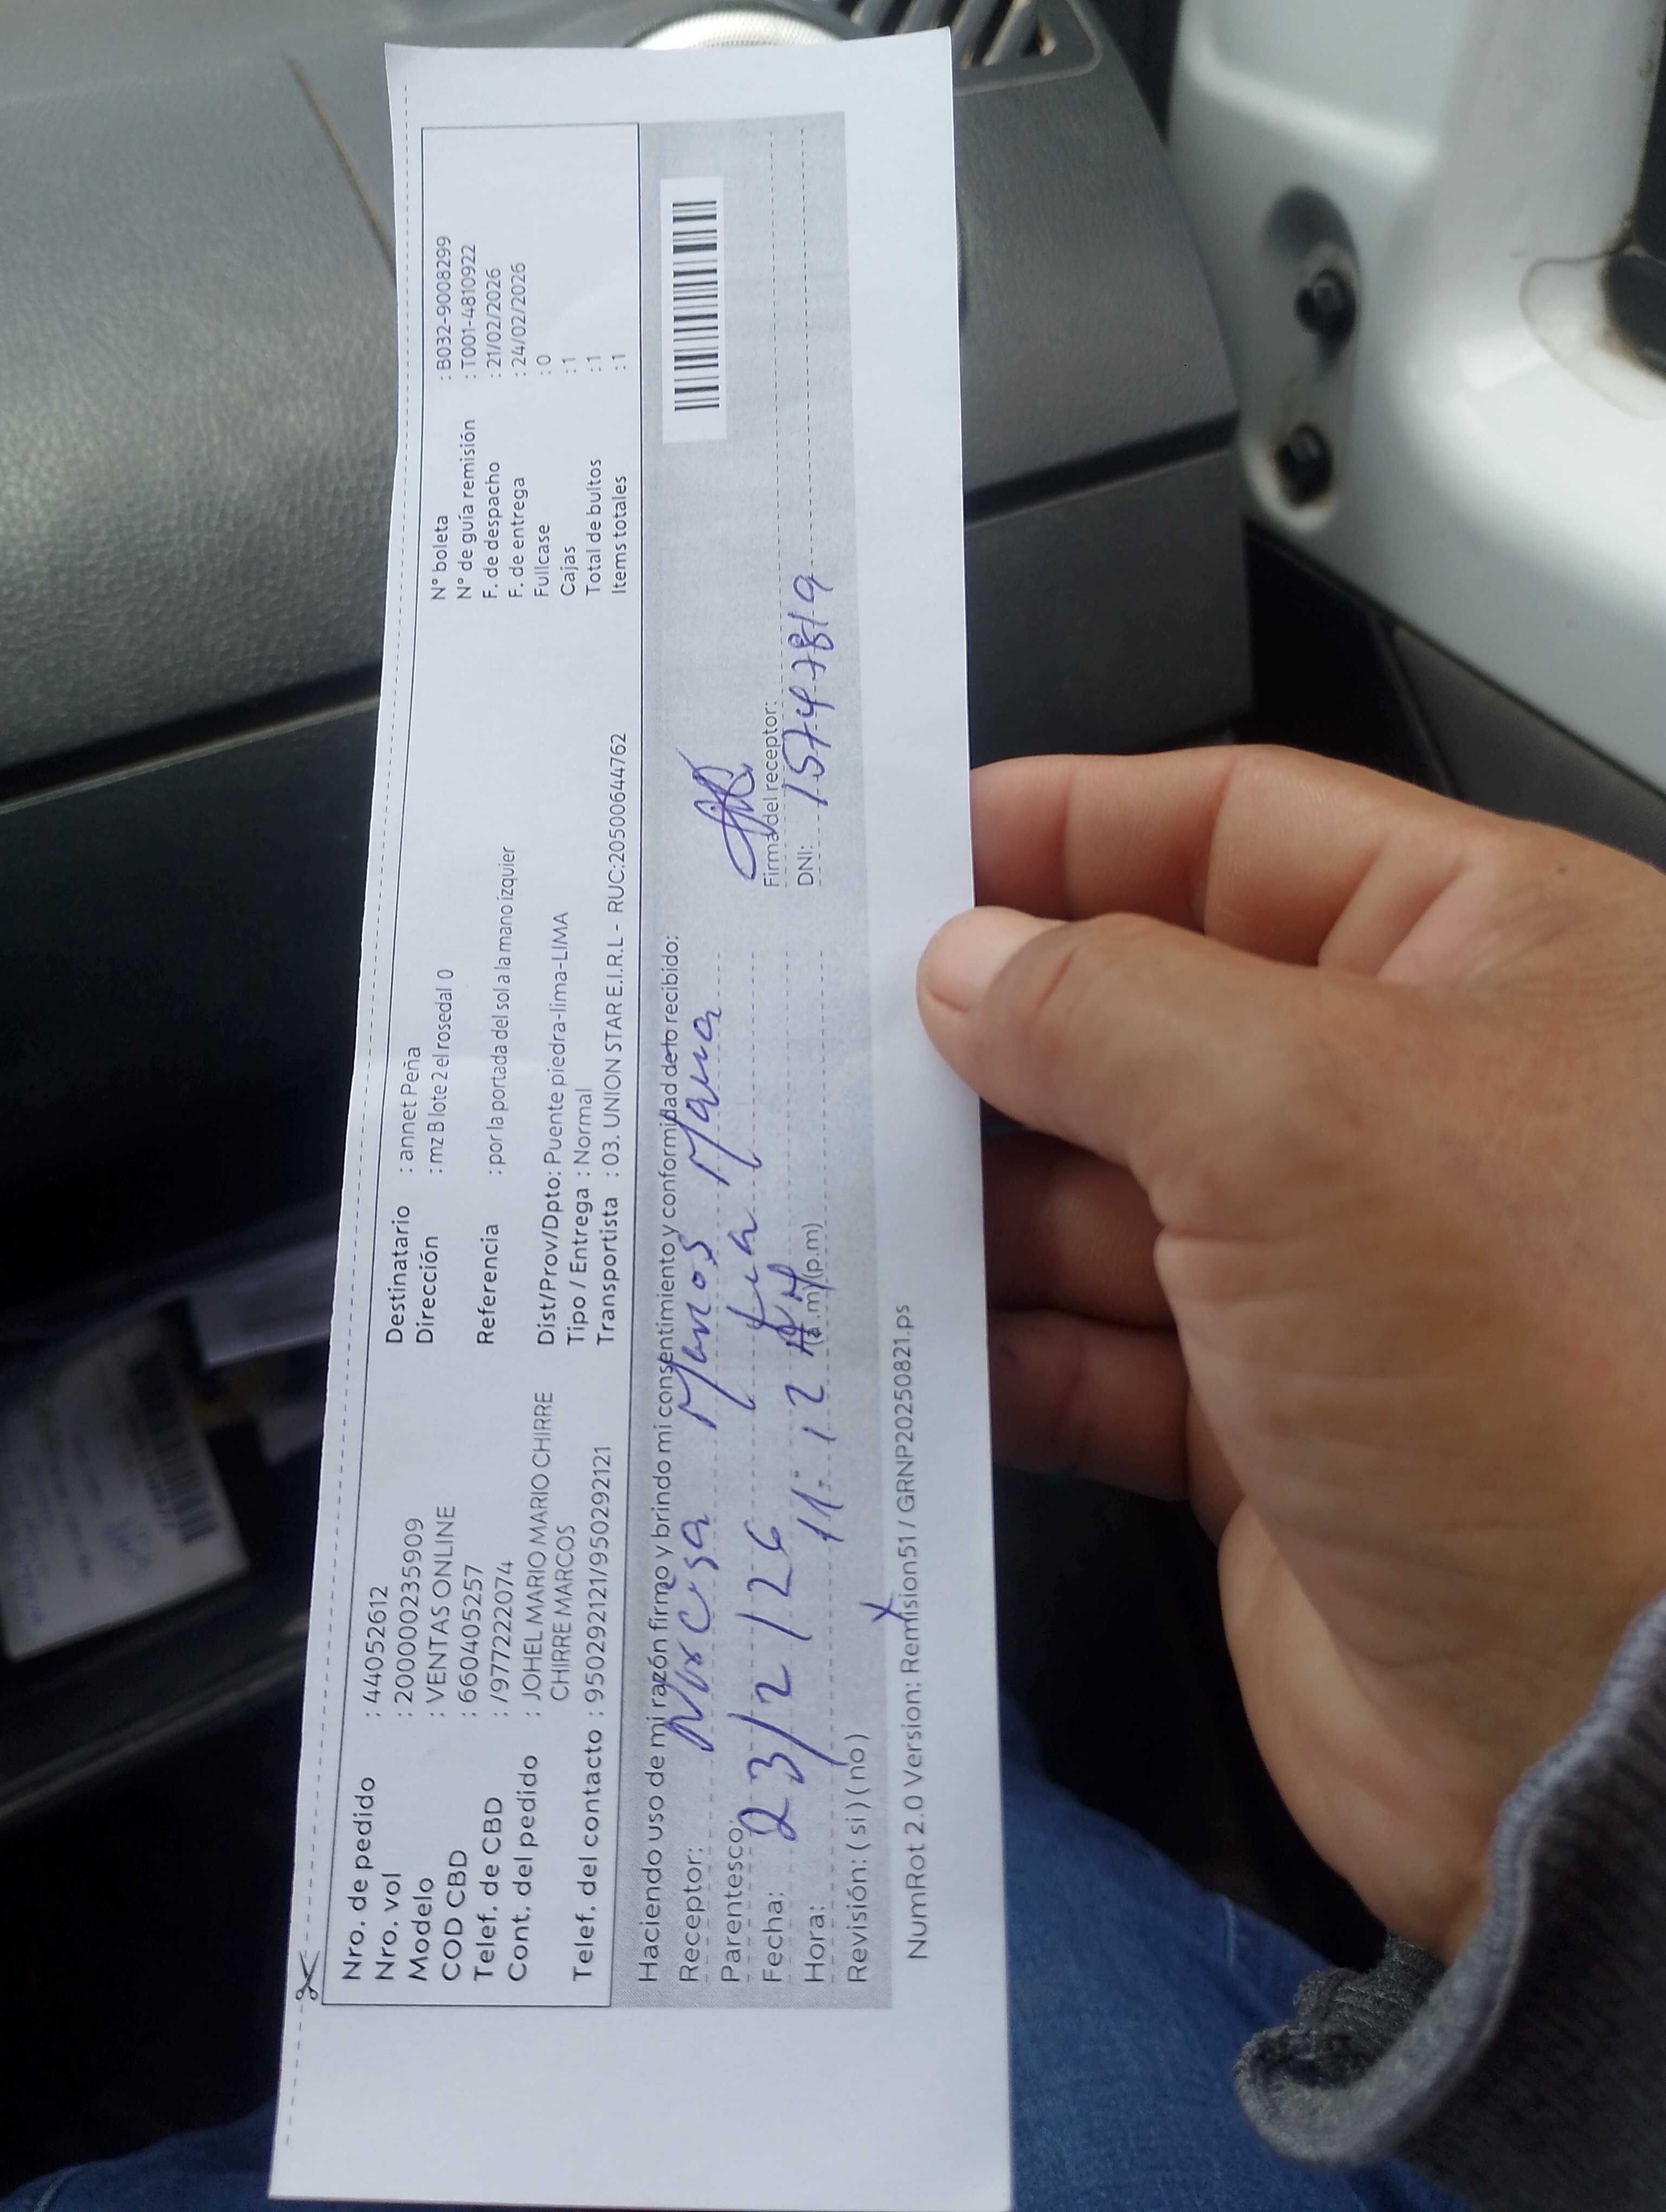 Nro. de pedido : 44052612
Nro. vol : 2000000235909
Modelo : VENTAS ONLINE
COD CBD : 660405257
Telef. de CBD : /977222074
Cont. del pedido : JOHEL MARIO MARIO CHIRRE
CHIRRE MARCOS
Telef. del contacto : 950292121/950292121
Destinatario : annet Peña
Dirección : mz B lote 2 el rosedal 0
Referencia : por la portada del sol a la mano izquier
Dist/Prov/Dpto: Puente piedra-lima-LIMA
Tipo / Entrega : Normal
Transportista : 03. UNION STAR E.I.R.L - RUC:20500644762
N° boleta : B032-9008299
N° de guía remisión : T001-4810922
F. de despacho : 21/02/2026
F. de entrega : 24/02/2026
Fullcase : 0
Cajas : 1
Total de bultos : 1
Items totales : 1
Haciendo uso de mi razón firmo y brindo mi consentimiento y conformidad de lo recibido:
Receptor:
Parentesco:
Fecha: 23/2/26
Hora: 11:12 AM (a.m)(p.m)
Revisión: (si) (no)
Firma del receptor:
DNI: 15747819
NumRot 2.0 Version: Remision51 / GRNP20250821.ps